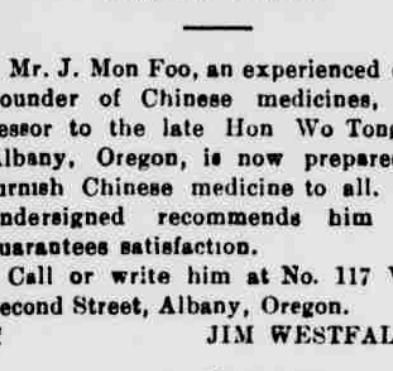 Mr. J. Mon Foo, an experienced
ounder of Chinese medicines,
essor to the late Hon Wo Tong
lbany, Oregon, is now prepared
urnish Chinese medicine to all.
ndersigned recommends him
uarantees satisfaction.
Call or write him at No. 117
econd Street, Albany, Oregon.
JIM WESTFAL